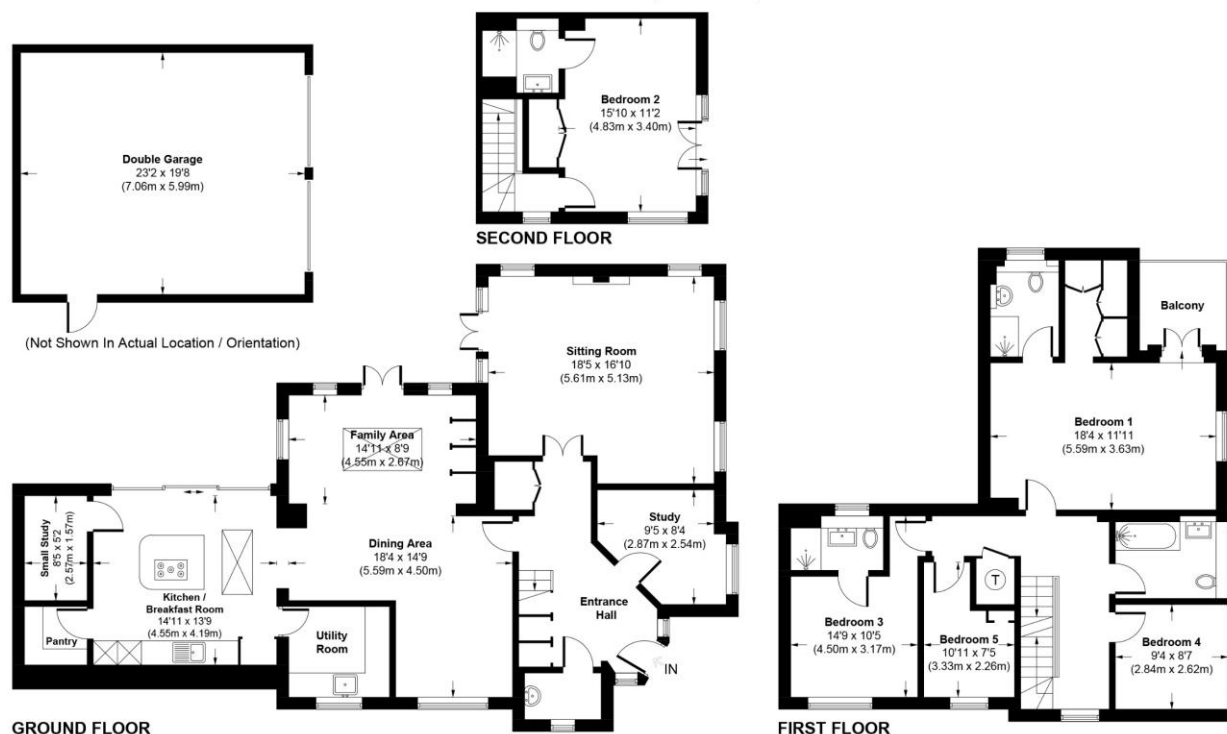 Double Garage
23'2 x 19'8
(7.06m x 5.99m)
(Not Shown In Actual Location / Orientation)
Bedroom 2
15'10 x 11'2
(4.83m x 3.40m)
SECOND FLOOR
Sitting Room
18'5 x 16'10
(5.61m x 5.13m)
Family Area
14'11 x 8'9
(4.55m x 2.67m)
Small Study
8'5 x 5'2
(2.57m x 1.57m)
Kitchen /
Breakfast Room
14'11 x 13'9
(4.55m x 4.19m)
Pantry
Dining Area
18'4 x 14'9
(5.59m x 4.50m)
Utility
Room
Study
9'5 x 8'4
(2.87m x 2.54m)
Entrance
Hall
IN
GROUND FLOOR
Balcony
Bedroom 1
18'4 x 11'11
(5.59m x 3.63m)
T
Bedroom 3
14'9 x 10'5
(4.50m x 3.17m)
Bedroom 5
10'11 x 7'5
(3.33m x 2.26m)
Bedroom 4
9'4 x 8'7
(2.84m x 2.62m)
FIRST FLOOR